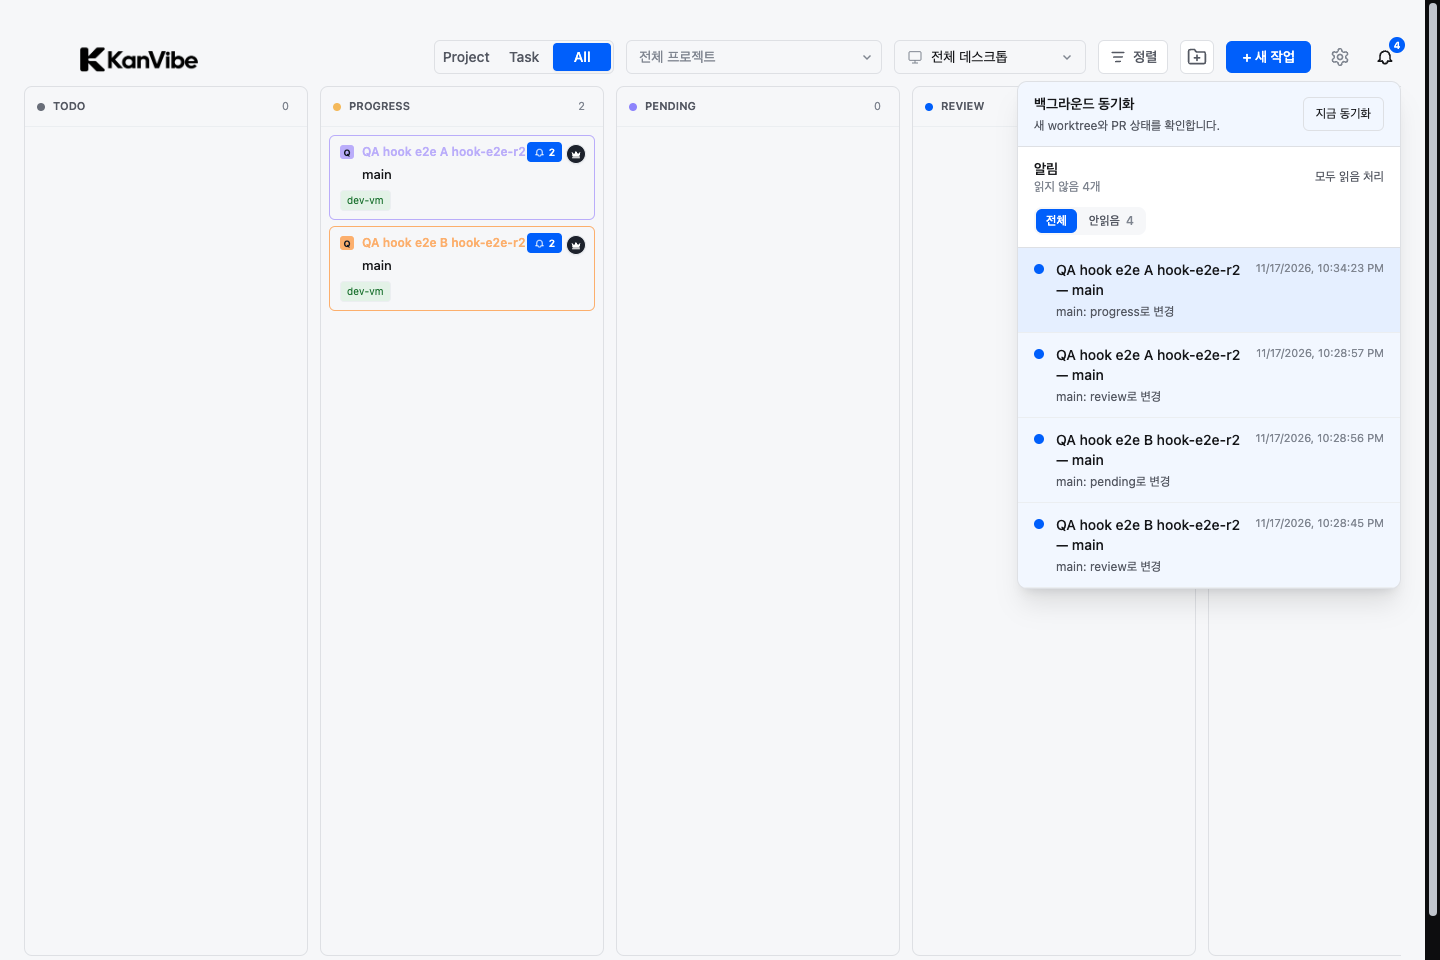 KanVibe
Project Task All
전체 프로젝트
전체 데스크톱
정렬
+ 새 작업
4
TODO 0
PROGRESS 2
PENDING 0
REVIEW
Q QA hook e2e A hook-e2e-r2 2
main
dev-vm
Q QA hook e2e B hook-e2e-r2 2
main
dev-vm
백그라운드 동기화
새 worktree와 PR 상태를 확인합니다.
지금 동기화
알림
읽지 않음 4개
모두 읽음 처리
전체 안읽음 4
QA hook e2e A hook-e2e-r2 11/17/2026, 10:34:23 PM
— main
main: progress로 변경
QA hook e2e A hook-e2e-r2 11/17/2026, 10:28:57 PM
— main
main: review로 변경
QA hook e2e B hook-e2e-r2 11/17/2026, 10:28:56 PM
— main
main: pending로 변경
QA hook e2e B hook-e2e-r2 11/17/2026, 10:28:45 PM
— main
main: review로 변경